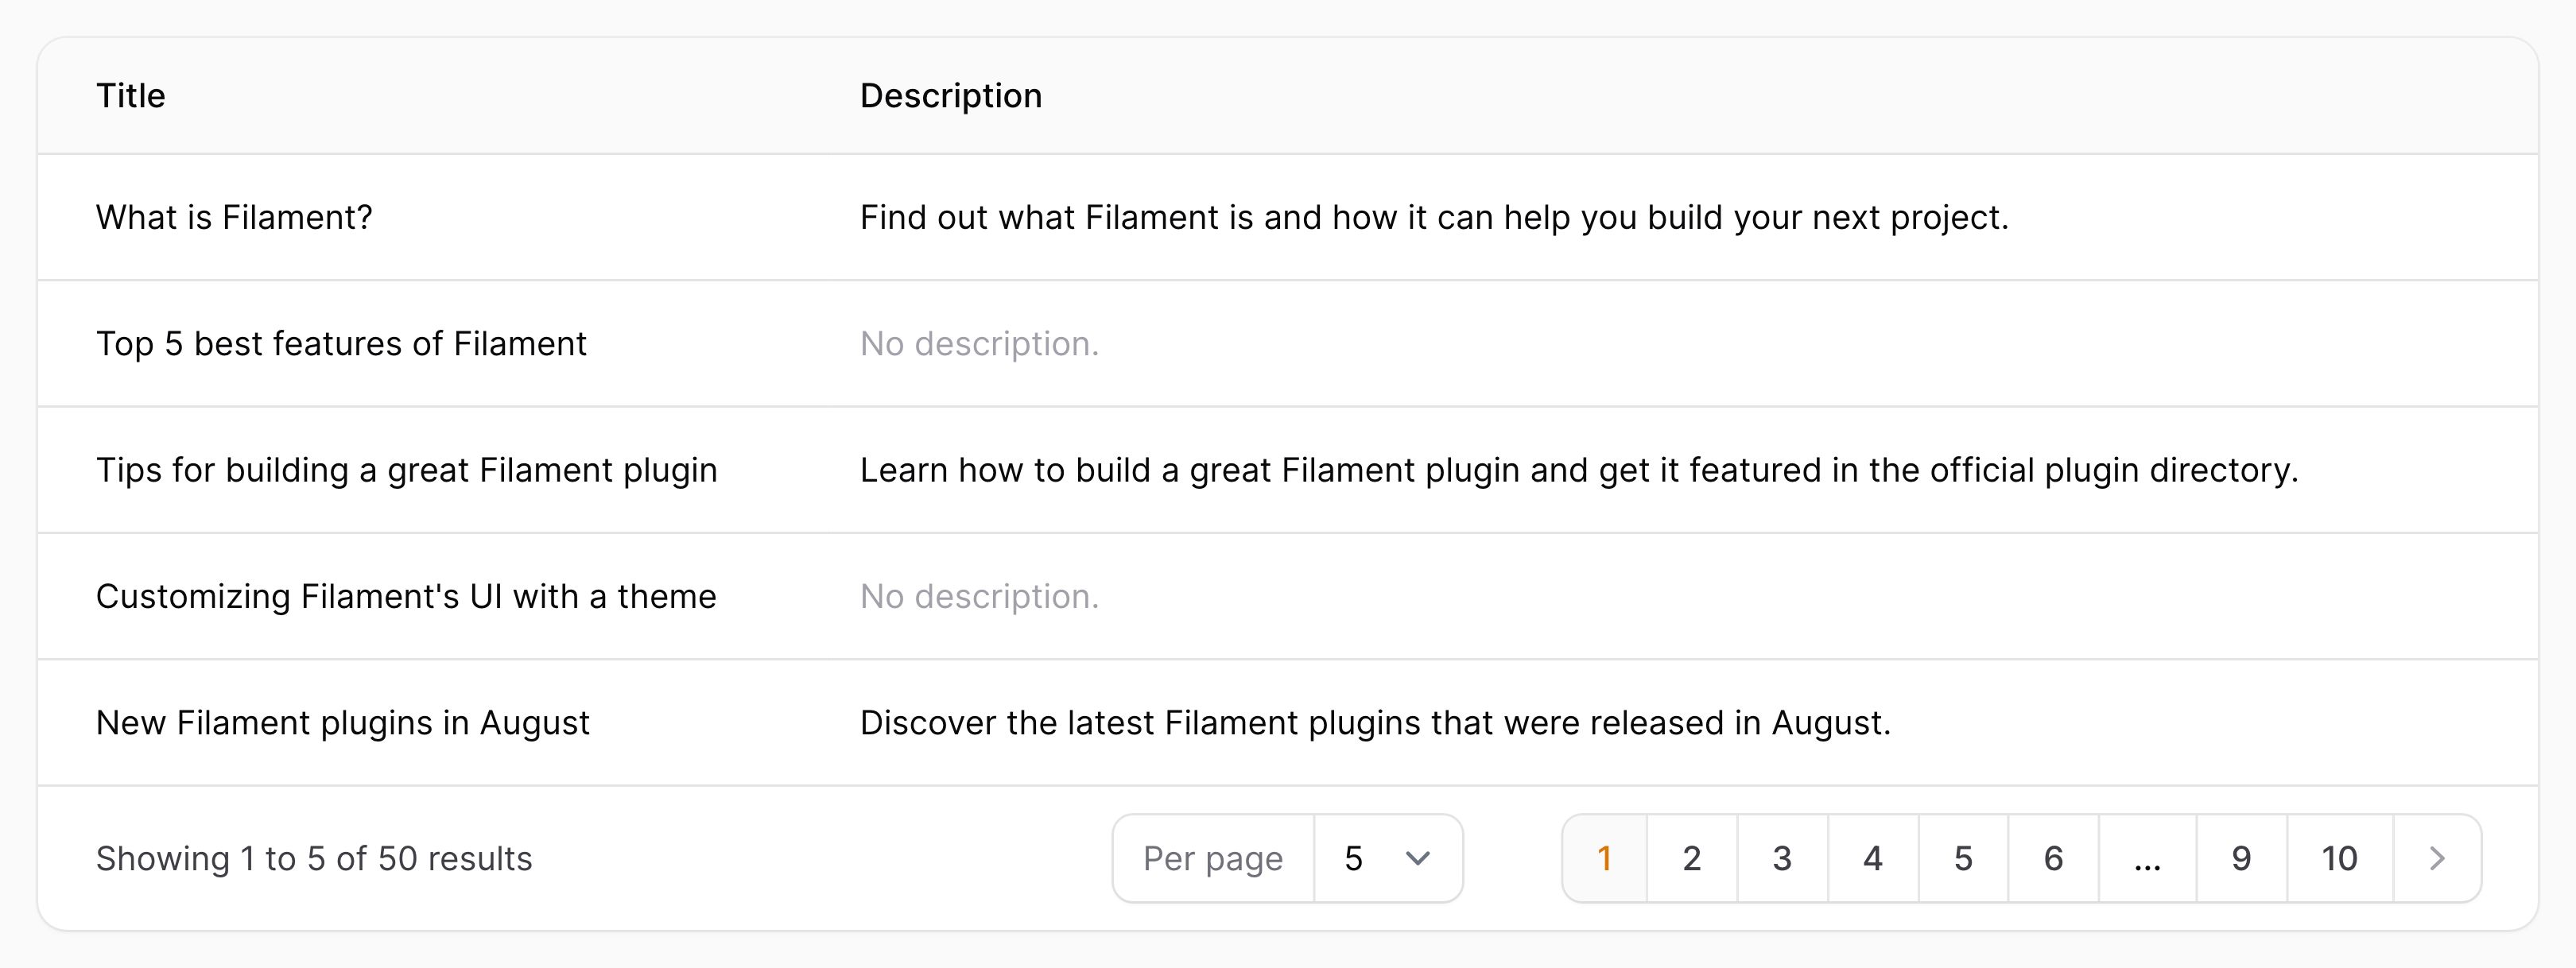 Title Description
What is Filament? Find out what Filament is and how it can help you build your next project.
Top 5 best features of Filament No description.
Tips for building a great Filament plugin Learn how to build a great Filament plugin and get it featured in the official plugin directory.
Customizing Filament's UI with a theme No description.
New Filament plugins in August Discover the latest Filament plugins that were released in August.
Showing 1 to 5 of 50 results Per page 5 1 2 3 4 5 6 ... 9 10